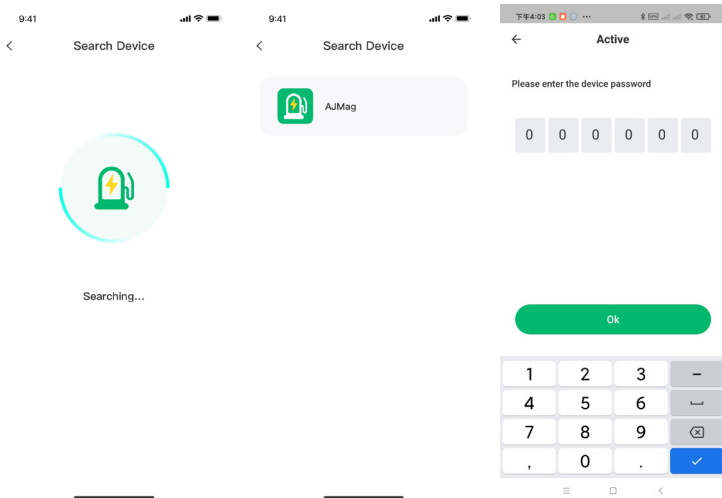 9:41
Search Device
Searching...
9:41
Search Device
AJMag
下午4:03 ...
Active
Please enter the device password
0 0 0 0 0 0
Ok
1 2 3 -
4 5 6
7 8 9
, 0 .